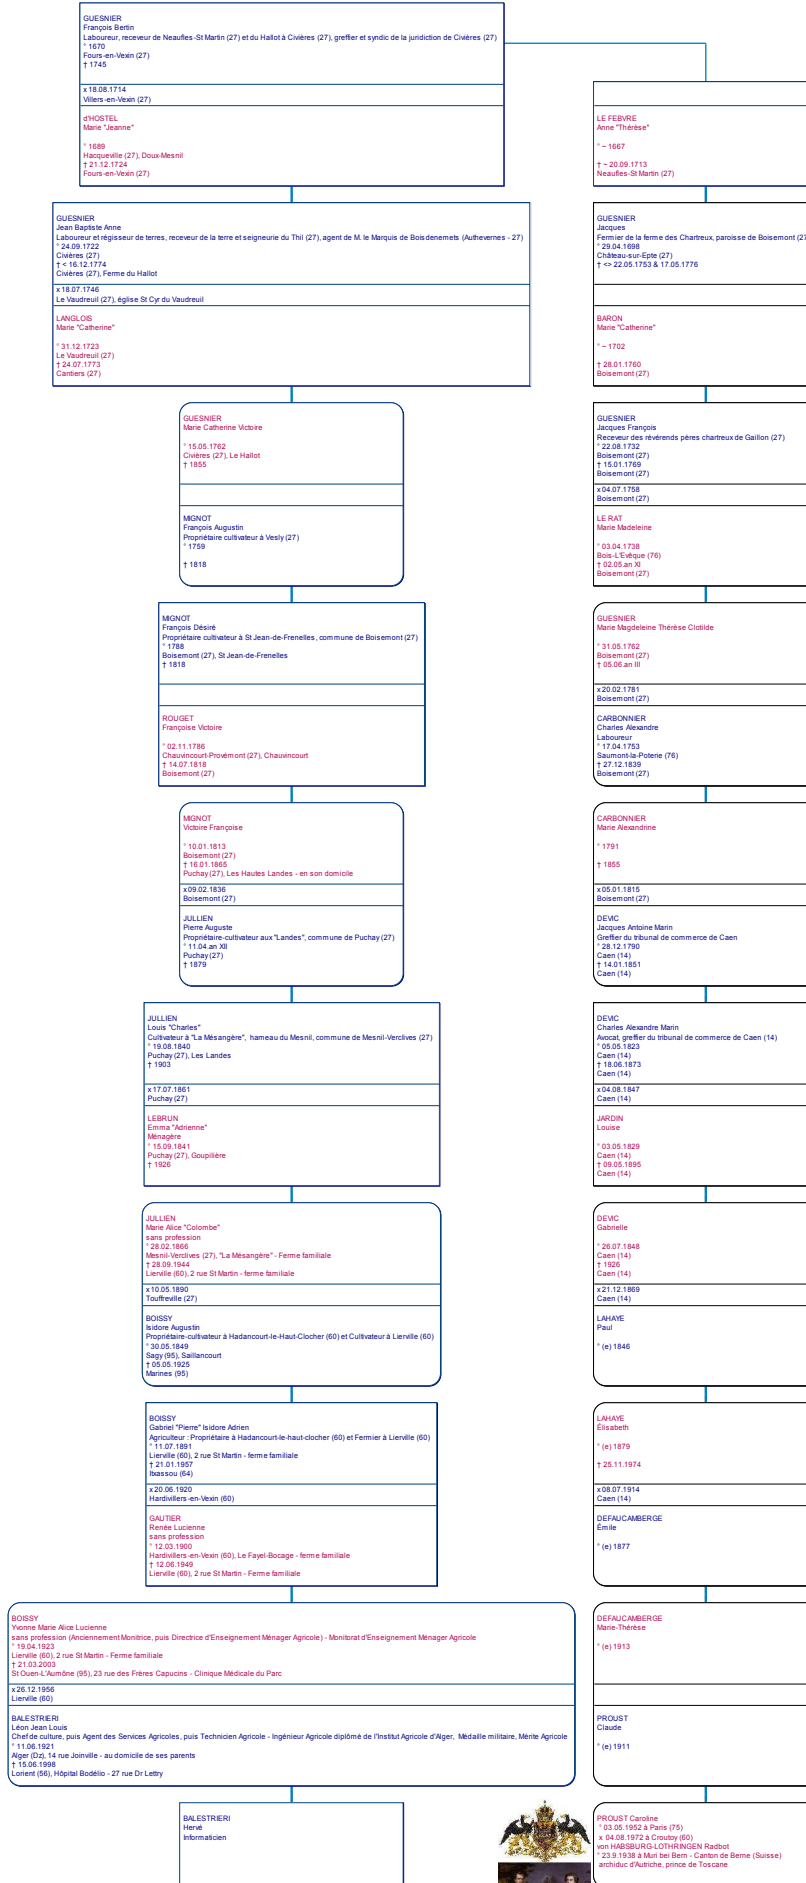 GUESNIER
François Bertin
Laboureur, receveur de Neaufles-St Martin (27) et du Hallot à Civières (27), greffier et syndic de la juridiction de Civières (27)
° 1670
Fours-en-Vexin (27)
† 1745
x 18.08.1714
Villers-en-Vexin (27)
d'HOSTEL
Marie "Jeanne"
° 1689
Hacqueville (27), Doux-Mesnil
† 21.12.1724
Fours-en-Vexin (27)
GUESNIER
Jean Baptiste Anne
Laboureur et régisseur de terres, receveur de la terre et seigneurie du Thil (27), agent de M. le Marquis de Boisdenemets (Authevernes - 27)
° 24.09.1722
Civières (27)
† < 16.12.1774
Civières (27), Ferme du Hallot
x 18.07.1746
Le Vaudreuil (27), église St Cyr du Vaudreuil
LANGLOIS
Marie "Catherine"
° 31.12.1723
Le Vaudreuil (27)
† 24.07.1773
Cantiers (27)
GUESNIER
Marie Catherine Victoire
° 15.05.1762
Civières (27), Le Hallot
† 1855
MIGNOT
François Augustin
Propriétaire cultivateur à Vesly (27)
° 1759
† 1818
MIGNOT
François Désiré
Propriétaire cultivateur à St Jean-de-Frenelles, commune de Boisemont (27)
° 1788
Boisemont (27), St Jean-de-Frenelles
† 1818
ROUGET
Françoise Victoire
° 02.11.1786
Chauvincourt-Provémont (27), Chauvincourt
† 14.07.1818
Boisemont (27)
MIGNOT
Victoire Françoise
° 10.01.1813
Boisemont (27)
† 16.01.1865
Puchay (27), Les Hautes Landes - en son domicile
x 09.02.1836
Boisemont (27)
JULLIEN
Pierre Auguste
Propriétaire-cultivateur aux "Landes", commune de Puchay (27)
° 11.04.an XII
Puchay (27)
† 1879
JULLIEN
Louis "Charles"
Cultivateur à "La Mésangère", hameau du Mesnil, commune de Mesnil-Verclives (27)
° 19.08.1840
Puchay (27), Les Landes
† 1903
x 17.07.1861
Puchay (27)
LEBRUN
Emma "Adrienne"
Ménagère
° 15.09.1841
Puchay (27), Goupilière
† 1926
JULLIEN
Marie Alice "Colombe"
sans profession
° 28.02.1866
Mesnil-Verclives (27), "La Mésangère" - Ferme familiale
† 28.09.1944
Lierville (60), 2 rue St Martin - ferme familiale
x 10.05.1890
Touffreville (27)
BOISSY
Isidore Augustin
Propriétaire-cultivateur à Hadancourt-le-Haut-Clocher (60) et Cultivateur à Lierville (60)
° 30.05.1849
Sagy (95), Saillancourt
† 05.05.1925
Marines (95)
BOISSY
Gabriel "Pierre" Isidore Adrien
Agriculteur : Propriétaire à Hadancourt-le-haut-clocher (60) et Fermier à Lierville (60)
° 11.07.1891
Lierville (60), 2 rue St Martin - ferme familiale
† 21.01.1957
Itxassou (64)
x 20.06.1920
Hardivillers-en-Vexin (60)
GAUTIER
Renée Lucienne
sans profession
° 12.03.1900
Hardivillers-en-Vexin (60), Le Fayel-Bocage - ferme familiale
† 12.06.1949
Lierville (60), 2 rue St Martin - Ferme familiale
BOISSY
Yvonne Marie Alice Lucienne
sans profession (Anciennement Monitrice, puis Directrice d'Enseignement Ménager Agricole) - Monitorat d'Enseignement Ménager Agricole
° 19.04.1923
Lierville (60), 2 rue St Martin - Ferme familiale
† 21.03.2003
St Ouen-L'Aumône (95), 23 rue des Frères Capucins - Clinique Médicale du Parc
x 26.12.1956
Lierville (60)
BALESTRIERI
Léon Jean Louis
Chef de culture, puis Agent des Services Agricoles, puis Technicien Agricole - Ingénieur Agricole diplômé de l'Institut Agricole d'Alger, Médaille militaire, Mérite Agricole
° 11.06.1921
Alger (Dz), 14 rue Joinville - au domicile de ses parents
† 15.06.1998
Lorient (56), Hôpital Bodélio - 27 rue Dr Lettry
BALESTRIERI
Hervé
Informaticien
LE FEBVRE
Anne "Thérèse"
° ~ 1667
† ~ 20.09.1713
Neaufles-St Martin (27)
GUESNIER
Jacques
Fermier de la ferme des Chartreux, paroisse de Boisemont (27
° 29.04.1698
Château-sur-Epte (27)
† <> 22.05.1753 & 17.05.1776
BARON
Marie "Catherine"
° ~ 1702
† 28.01.1760
Boisemont (27)
GUESNIER
Jacques François
Receveur des révérends pères chartreux de Gaillon (27)
° 22.08.1732
Boisemont (27)
† 15.01.1769
Boisemont (27)
x 04.07.1758
Boisemont (27)
LE RAT
Marie Madeleine
° 03.04.1738
Bois-L'Evêque (76)
† 02.05.an XI
Boisemont (27)
GUESNIER
Marie Magdeleine Thérèse Clotilde
° 31.05.1762
Boisemont (27)
† 05.06.an III
x 20.02.1781
Boisemont (27)
CARBONNIER
Charles Alexandre
Laboureur
° 17.04.1753
Saumont-la-Poterie (76)
† 27.12.1839
Boisemont (27)
CARBONNIER
Marie Alexandrine
° 1791
† 1855
x 05.01.1815
Boisemont (27)
DEVIC
Jacques Antoine Marin
Greffier du tribunal de commerce de Caen
° 28.12.1790
Caen (14)
† 14.01.1851
Caen (14)
DEVIC
Charles Alexandre Marin
Avocat, greffier du tribunal de commerce de Caen (14)
° 05.05.1823
Caen (14)
† 18.06.1873
Caen (14)
x 04.08.1847
Caen (14)
JARDIN
Louise
° 03.05.1829
Caen (14)
† 09.05.1895
Caen (14)
DEVIC
Gabrielle
° 26.07.1848
Caen (14)
† 1926
Caen (14)
x 21.12.1869
Caen (14)
LAHAYE
Paul
° (e) 1846
LAHAYE
Élisabeth
° (e) 1879
† 25.11.1974
x 08.07.1914
Caen (14)
DEFAUCAMBERGE
Émile
° (e) 1877
DEFAUCAMBERGE
Marie-Thérèse
° (e) 1913
PROUST
Claude
° (e) 1911
PROUST Caroline
° 03.05.1952 à Paris (75)
x 04.08.1972 à Croutoy (60)
von HABSBURG-LOTHRINGEN Radbot
° 23.9.1938 à Muri bei Bern - Canton de Berne (Suisse)
archiduc d'Autriche, prince de Toscane